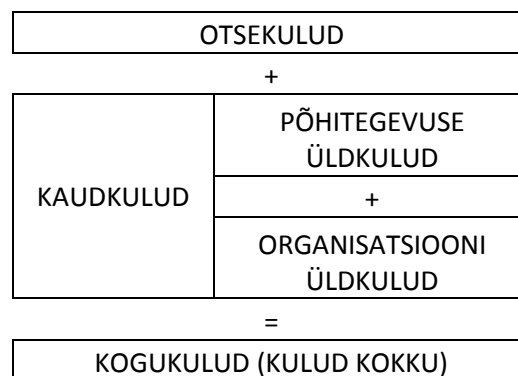 OTSEKULUD
+
KAUDKULUD
PÕHITEGEVUSE
ÜLDKULUD
+
ORGANISATSIOONI
ÜLDKULUD
=
KOGUKULUD (KULUD KOKKU)